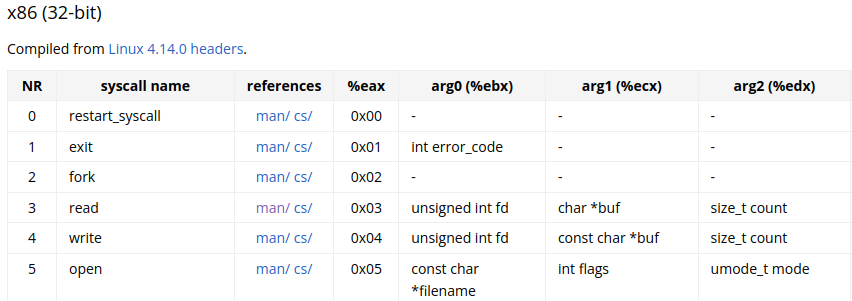 x86 (32-bit)
Compiled from Linux 4.14.0 headers.
NR syscall name references %eax arg0 (%ebx) arg1 (%ecx) arg2 (%edx)
0 restart_syscall man/ cs/ 0x00 - - -
1 exit man/ cs/ 0x01 int error_code - -
2 fork man/ cs/ 0x02 - - -
3 read man/ cs/ 0x03 unsigned int fd char *buf size_t count
4 write man/ cs/ 0x04 unsigned int fd const char *buf size_t count
5 open man/ cs/ 0x05 const char int flags umode_t mode
*filename